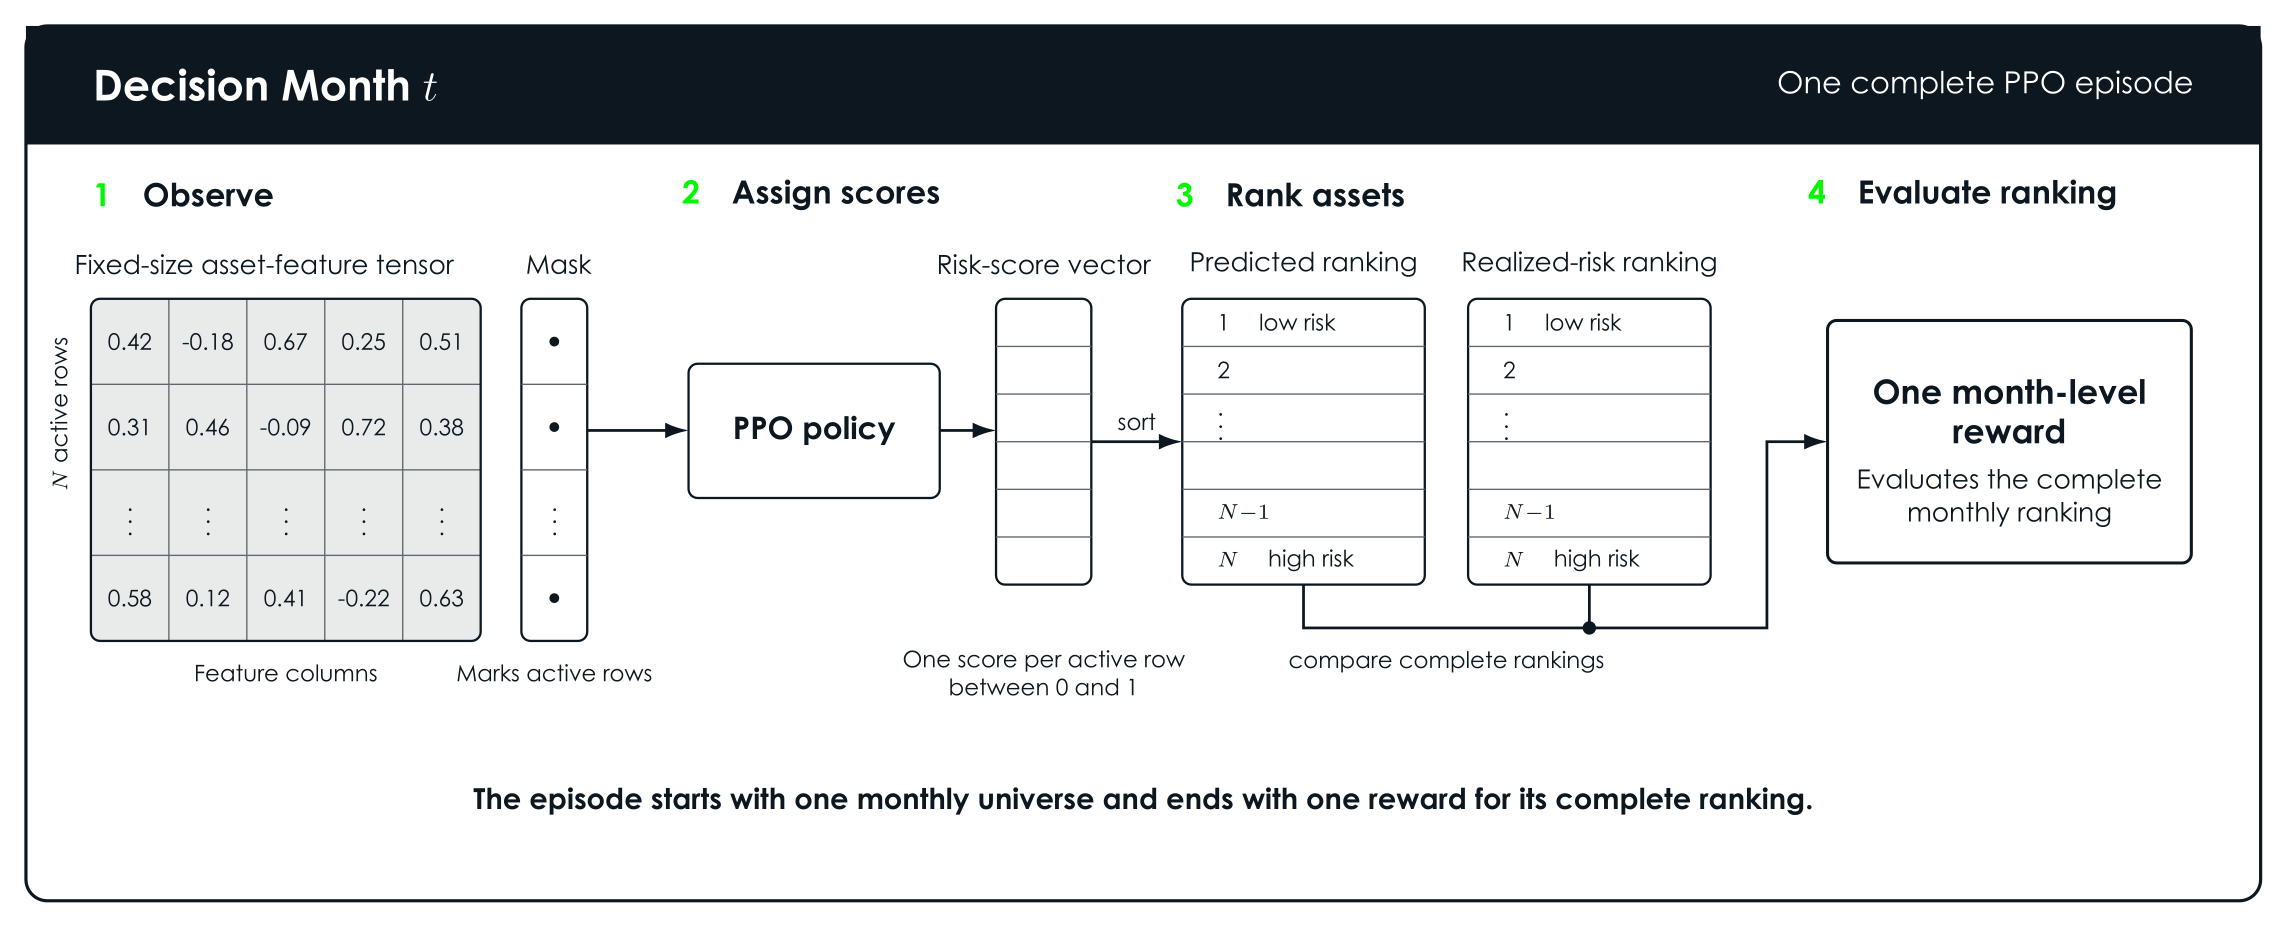 Decision Month t
One complete PPO episode
1 Observe
2 Assign scores
3 Rank assets
4 Evaluate ranking
Fixed-size asset-feature tensor
Mask
Risk-score vector
Predicted ranking
Realized-risk ranking
N active rows
0.42 -0.18 0.67 0.25 0.51
0.31 0.46 -0.09 0.72 0.38
⋮ ⋮ ⋮ ⋮ ⋮
0.58 0.12 0.41 -0.22 0.63
•
•
⋮
•
Feature columns
Marks active rows
PPO policy
One score per active row
between 0 and 1
sort
1 low risk
2
⋮
N−1
N high risk
1 low risk
2
⋮
N−1
N high risk
compare complete rankings
One month-level
reward
Evaluates the complete
monthly ranking
The episode starts with one monthly universe and ends with one reward for its complete ranking.